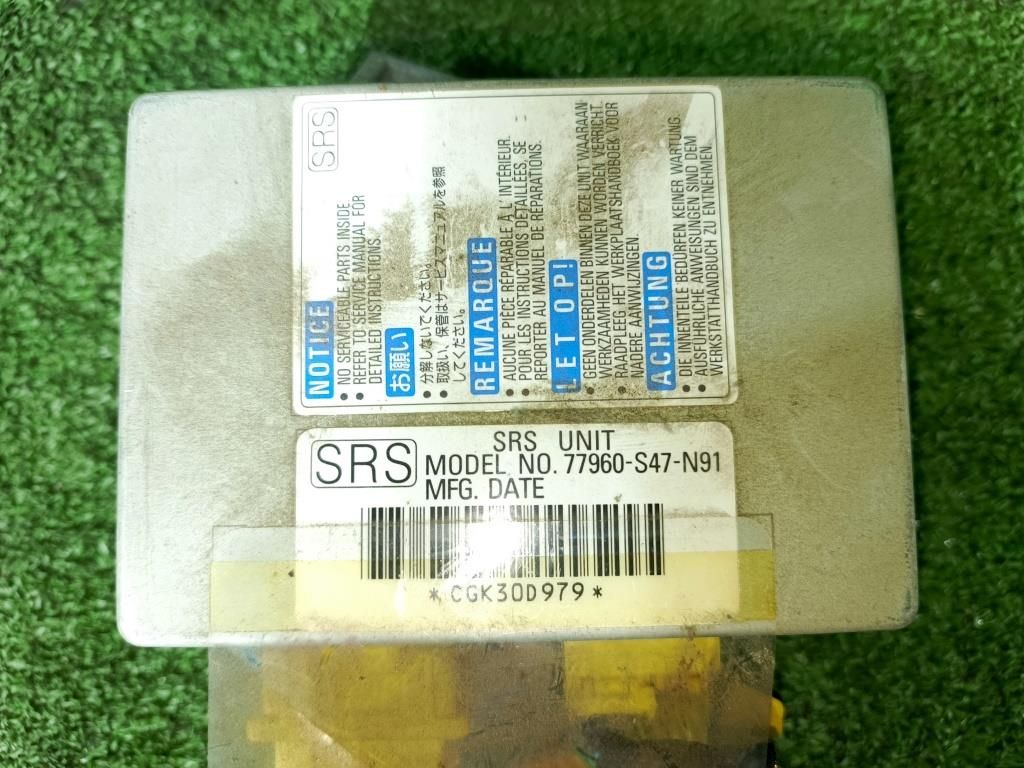 SRS
NOTICE
● NO SERVICEABLE PARTS INSIDE.
● REFER TO SERVICE MANUAL FOR
DETAILED INSTRUCTIONS.
お願い
● 分解しないでください。
● 取扱い、保管はサービスマニュアルを参照
してください。
REMARQUE
● AUCUNE PIÈCE RÉPARABLE À L'INTÉRIEUR.
● POUR LES INSTRUCTIONS DÉTAILLÉES, SE
REPORTER AU MANUEL DE RÉPARATIONS.
LET OP!
● GEEN ONDERDELEN BINNEN DEZE UNIT WAARAAN
WERKZAAMHEDEN KUNNEN WORDEN VERRICHT.
● RAADPLEEG HET WERKPLAATSHANDBOEK VOOR
NADERE AANWIJZINGEN.
ACHTUNG
● DIE INNENTEILE BEDÜRFEN KEINER WARTUNG.
● AUSFÜHRLICHE ANWEISUNGEN SIND DEM
WERKSTATTHANDBUCH ZU ENTNEHMEN.
SRS
SRS UNIT
MODEL NO. 77960-S47-N91
MFG. DATE
*CGK30D979*